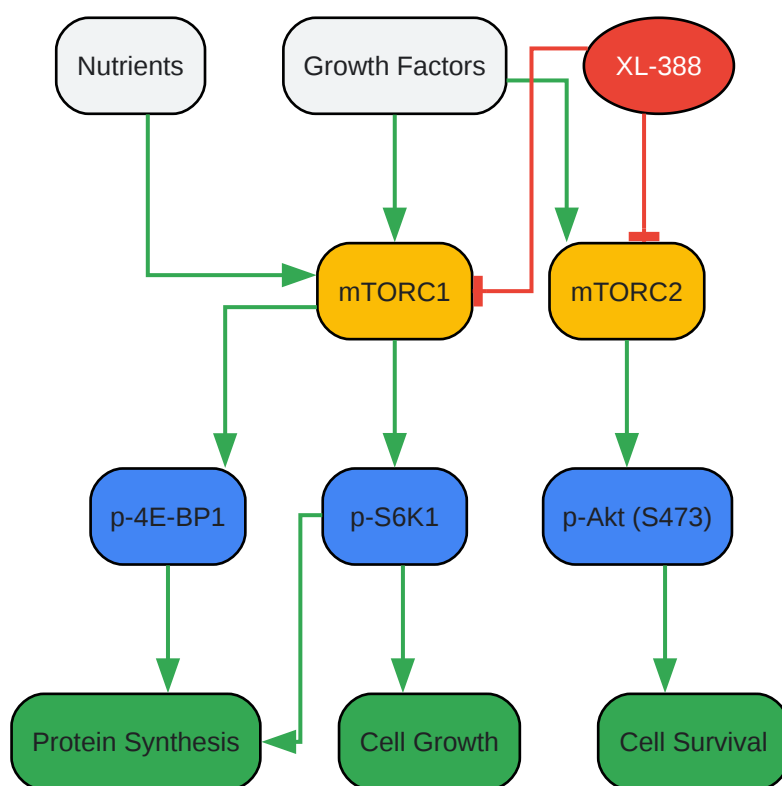 Nutrients
Growth Factors
XL-388
mTORC1
mTORC2
p-4E-BP1
p-S6K1
p-Akt (S473)
Protein Synthesis
Cell Growth
Cell Survival